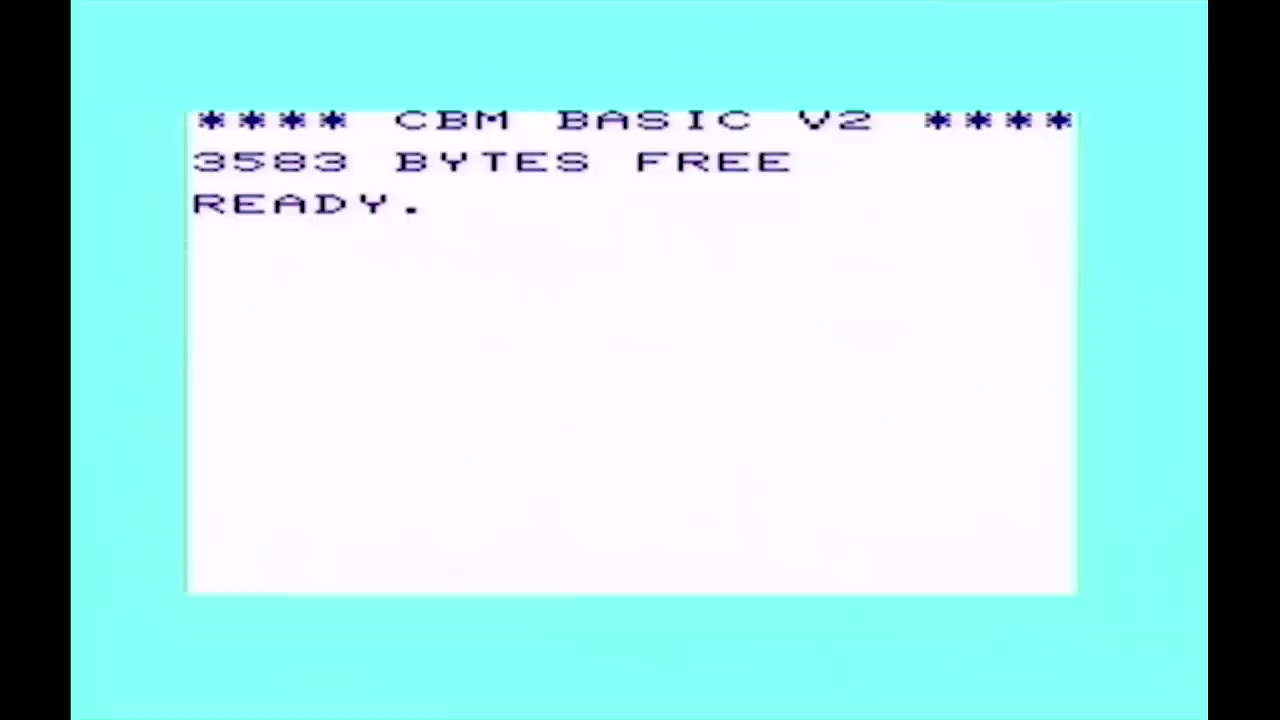 **** CBM BASIC V2 ****
3583 BYTES FREE
READY.